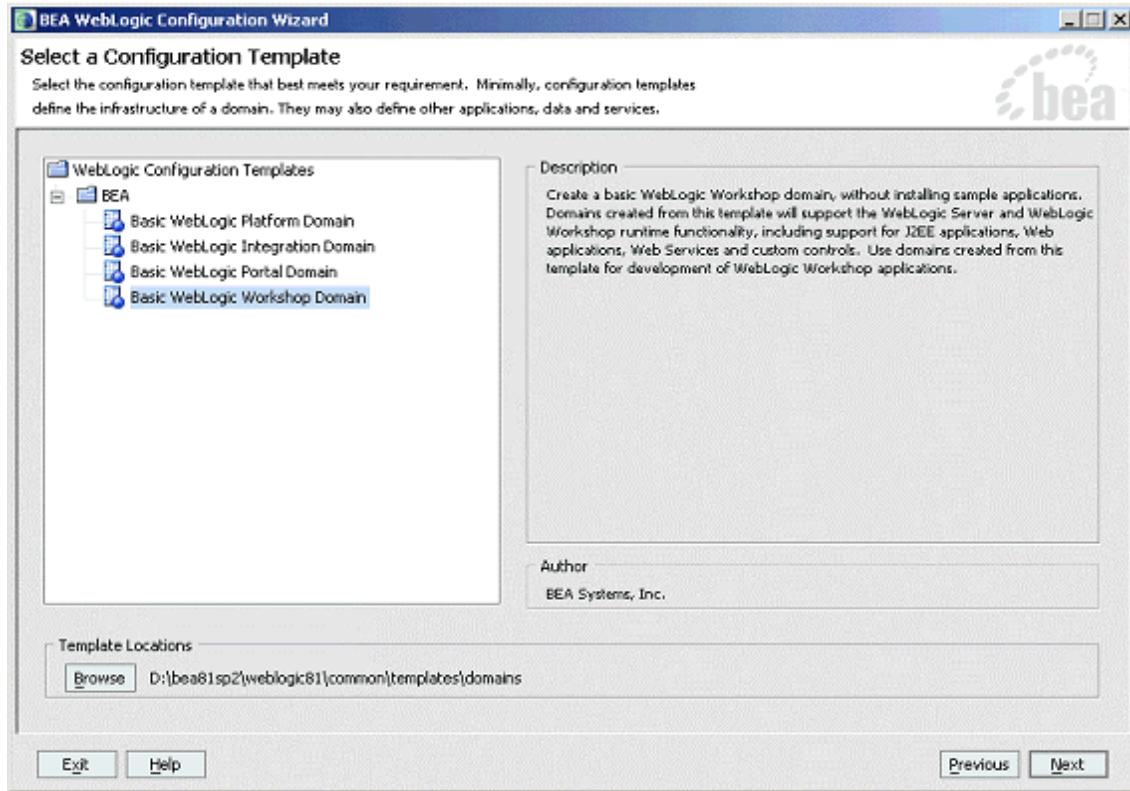 BEA WebLogic Configuration Wizard
Select a Configuration Template
Select the configuration template that best meets your requirement. Minimally, configuration templates
define the infrastructure of a domain. They may also define other applications, data and services.
bea
WebLogic Configuration Templates
BEA
Basic WebLogic Platform Domain
Basic WebLogic Integration Domain
Basic WebLogic Portal Domain
Basic WebLogic Workshop Domain
Description
Create a basic WebLogic Workshop domain, without installing sample applications.
Domains created from this template will support the WebLogic Server and WebLogic
Workshop runtime functionality, including support for J2EE applications, Web
applications, Web Services and custom controls. Use domains created from this
template for development of WebLogic Workshop applications.
Author
BEA Systems, Inc.
Template Locations
Browse D:\bea81sp2\weblogic81\common\templates\domains
Exit Help Previous Next